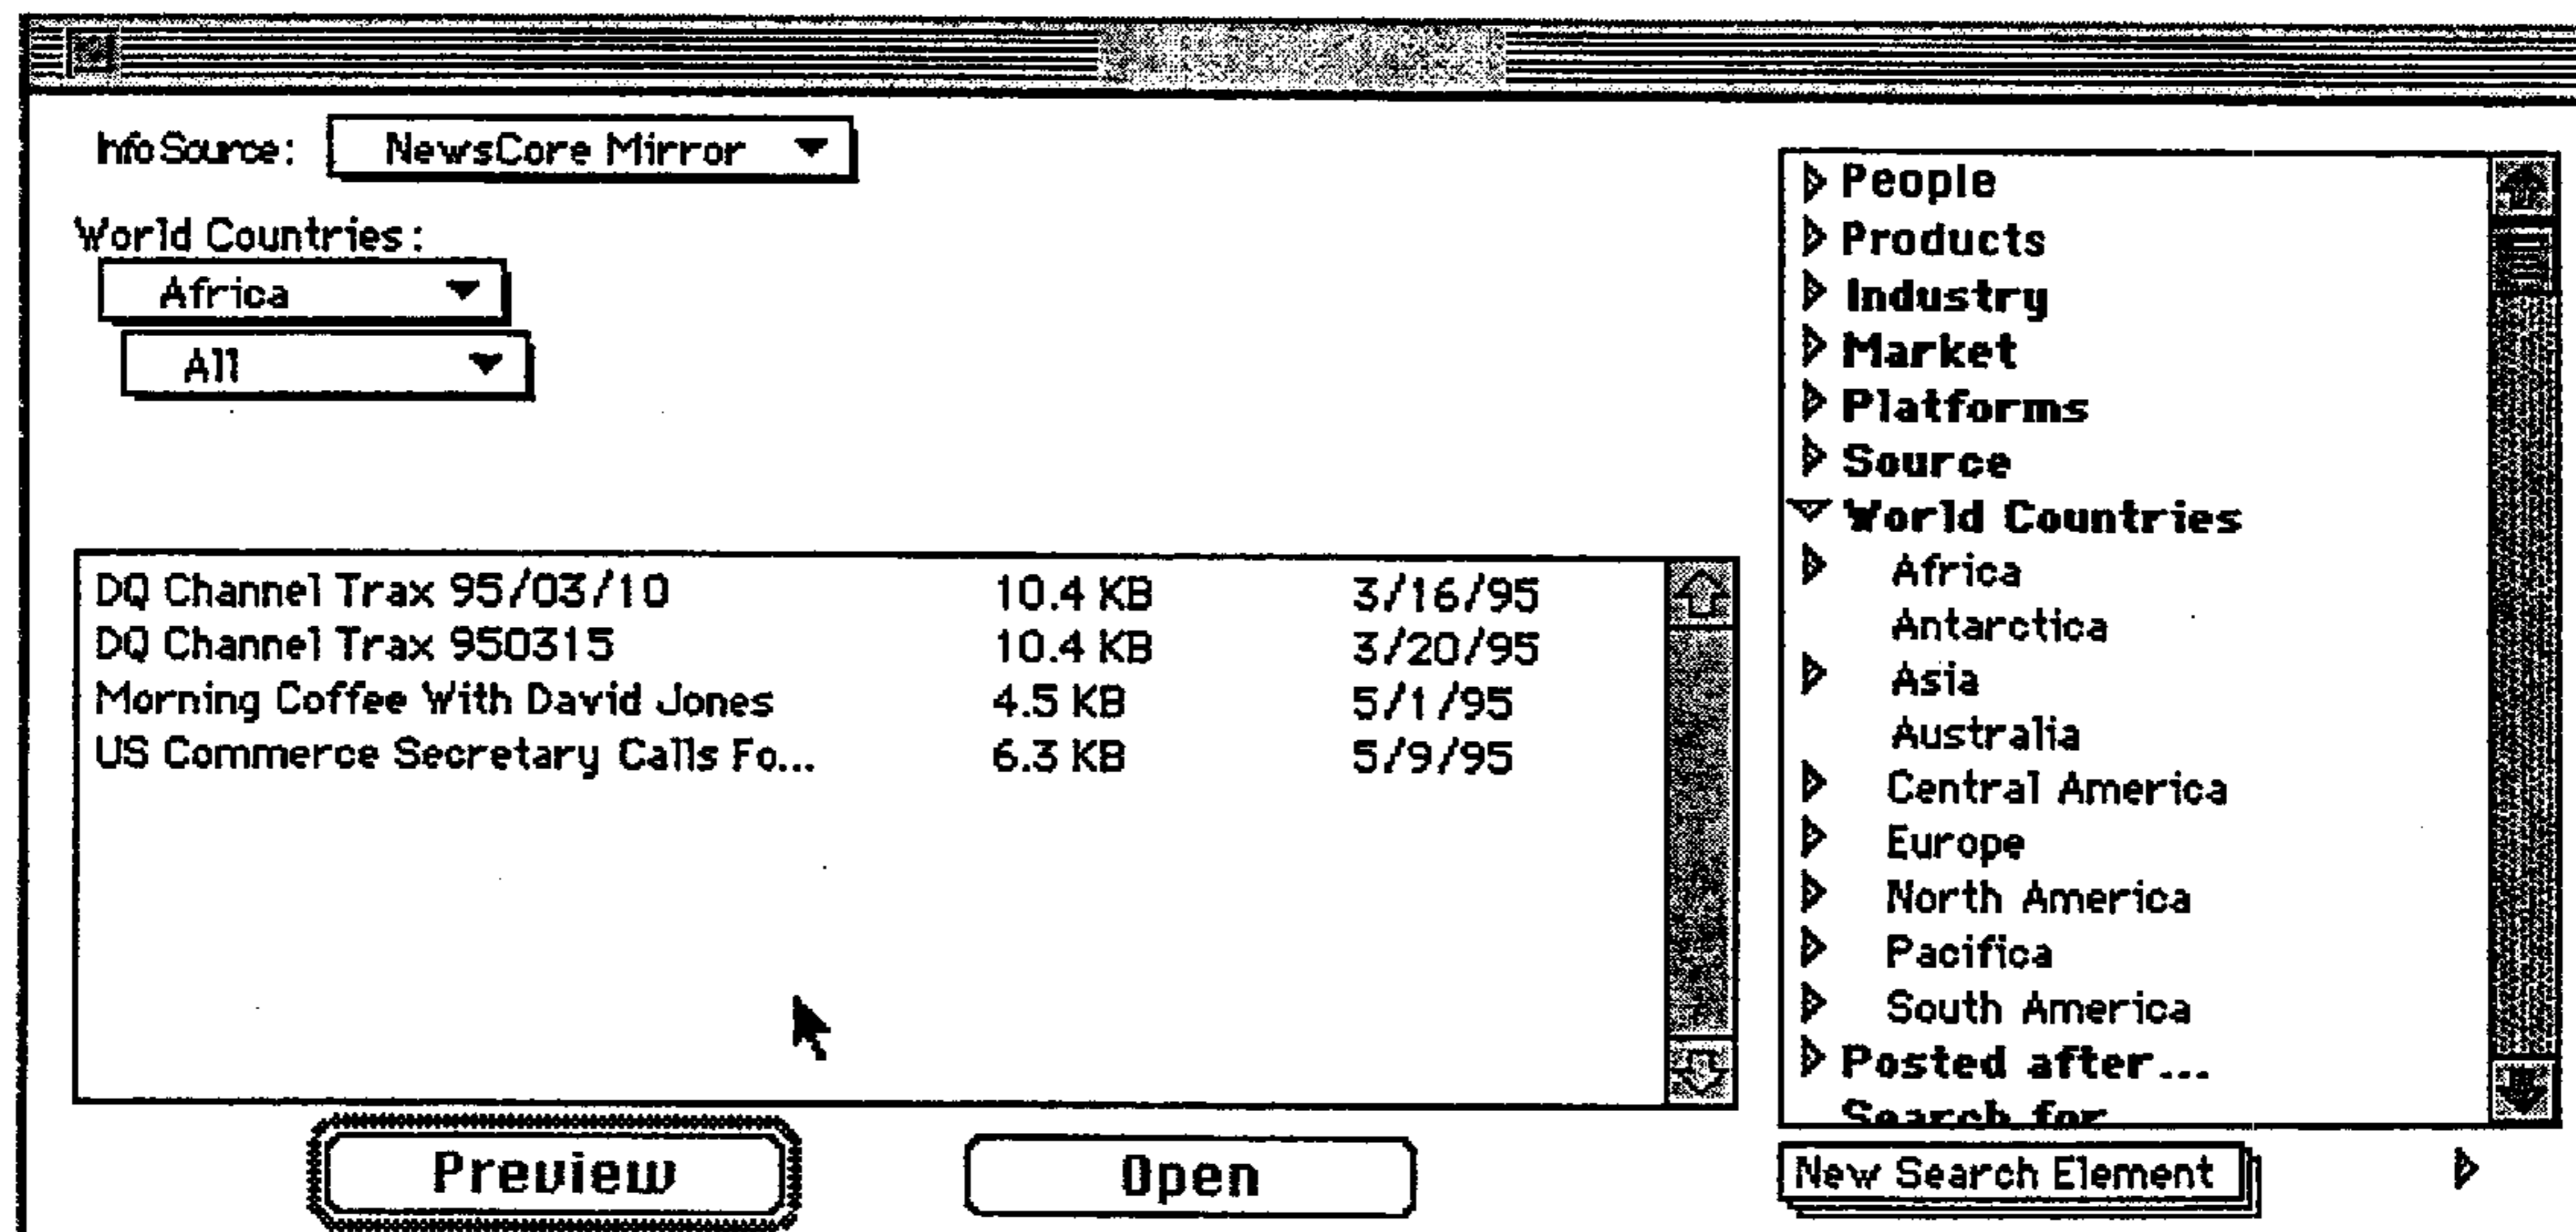 InfoSource: NewsCore Mirror
World Countries:
Africa
All
DQ Channel Trax 95/03/10 10.4 KB 3/16/95
DQ Channel Trax 950315 10.4 KB 3/20/95
Morning Coffee With David Jones 4.5 KB 5/1/95
US Commerce Secretary Calls Fo... 6.3 KB 5/9/95
Preview Open
People
Products
Industry
Market
Platforms
Source
World Countries
Africa
Antarctica
Asia
Australia
Central America
Europe
North America
Pacifica
South America
Posted after...
Search for
New Search Element